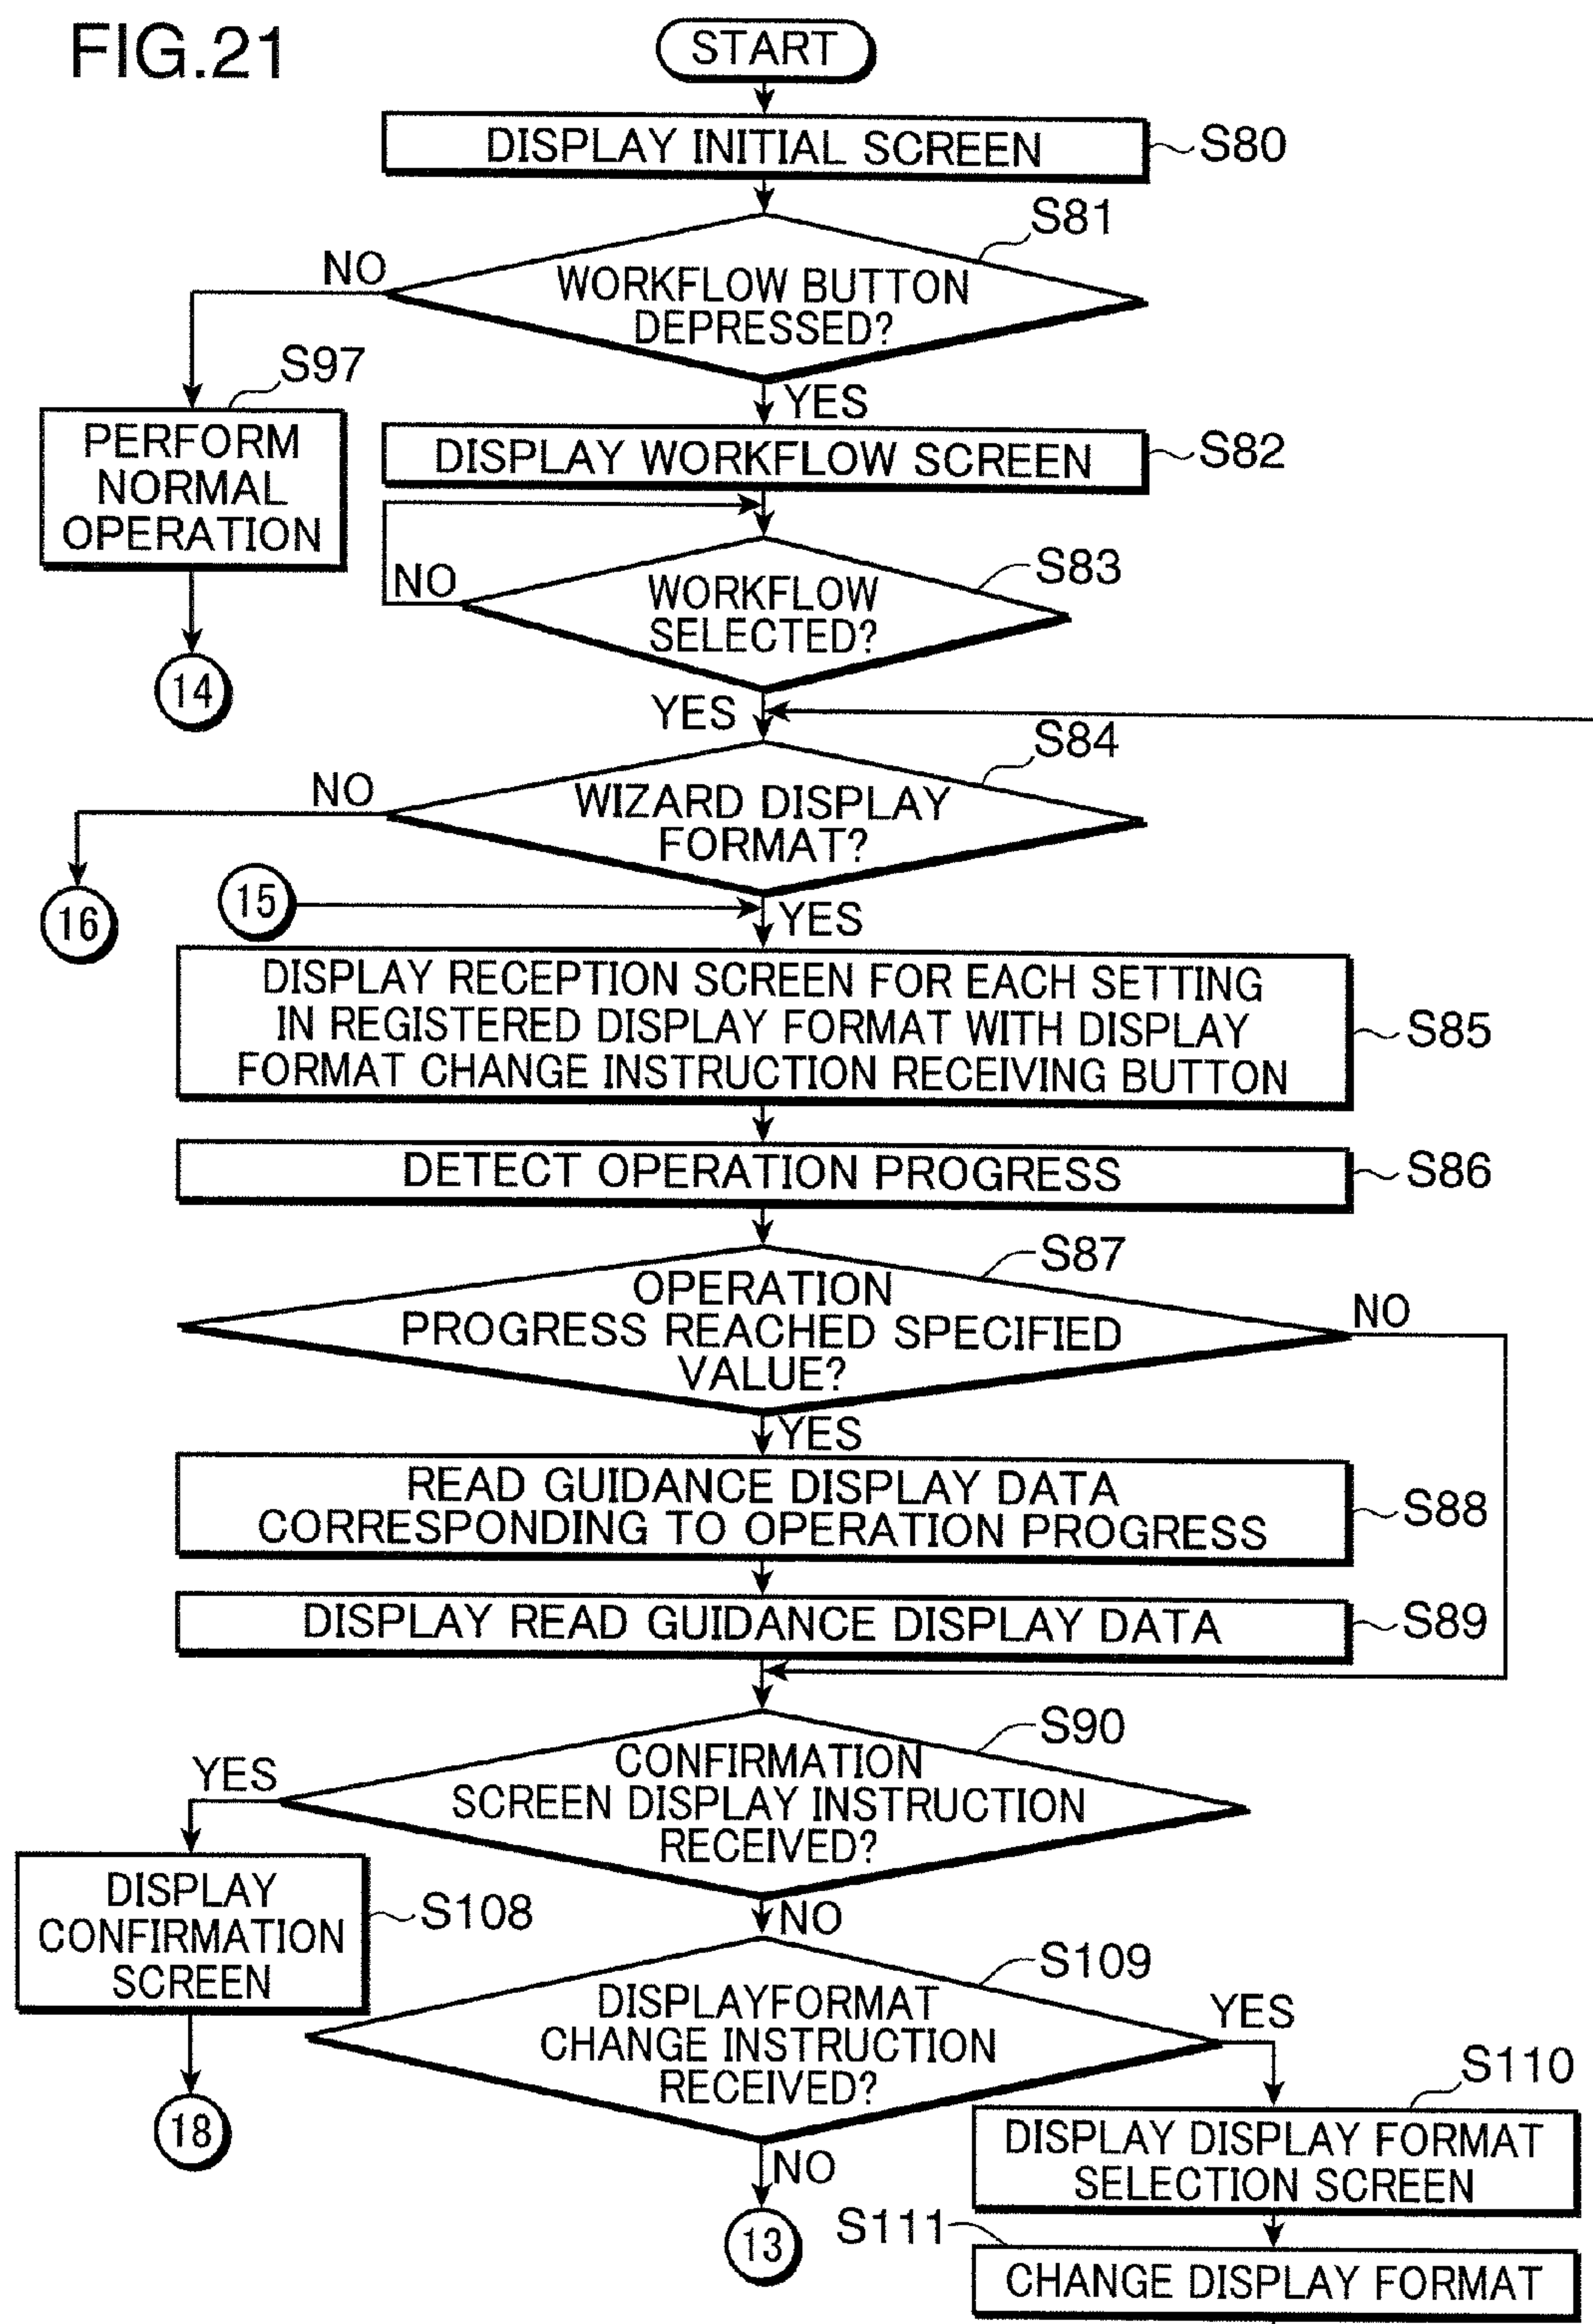 FIG.21
START
DISPLAY INITIAL SCREEN
S80
S81
NO
WORKFLOW BUTTON
DEPRESSED?
S97
YES
PERFORM
NORMAL
OPERATION
DISPLAY WORKFLOW SCREEN
S82
S83
NO
WORKFLOW
SELECTED?
14
YES
S84
NO
WIZARD DISPLAY
FORMAT?
15
16
YES
DISPLAY RECEPTION SCREEN FOR EACH SETTING
IN REGISTERED DISPLAY FORMAT WITH DISPLAY
FORMAT CHANGE INSTRUCTION RECEIVING BUTTON
S85
DETECT OPERATION PROGRESS
S86
S87
OPERATION
PROGRESS REACHED SPECIFIED
VALUE?
NO
YES
READ GUIDANCE DISPLAY DATA
CORRESPONDING TO OPERATION PROGRESS
S88
DISPLAY READ GUIDANCE DISPLAY DATA
S89
S90
YES
CONFIRMATION
SCREEN DISPLAY INSTRUCTION
RECEIVED?
DISPLAY
CONFIRMATION
SCREEN
S108
NO
S109
DISPLAYFORMAT
CHANGE INSTRUCTION
RECEIVED?
YES
S110
18
DISPLAY DISPLAY FORMAT
SELECTION SCREEN
NO
13
S111
CHANGE DISPLAY FORMAT